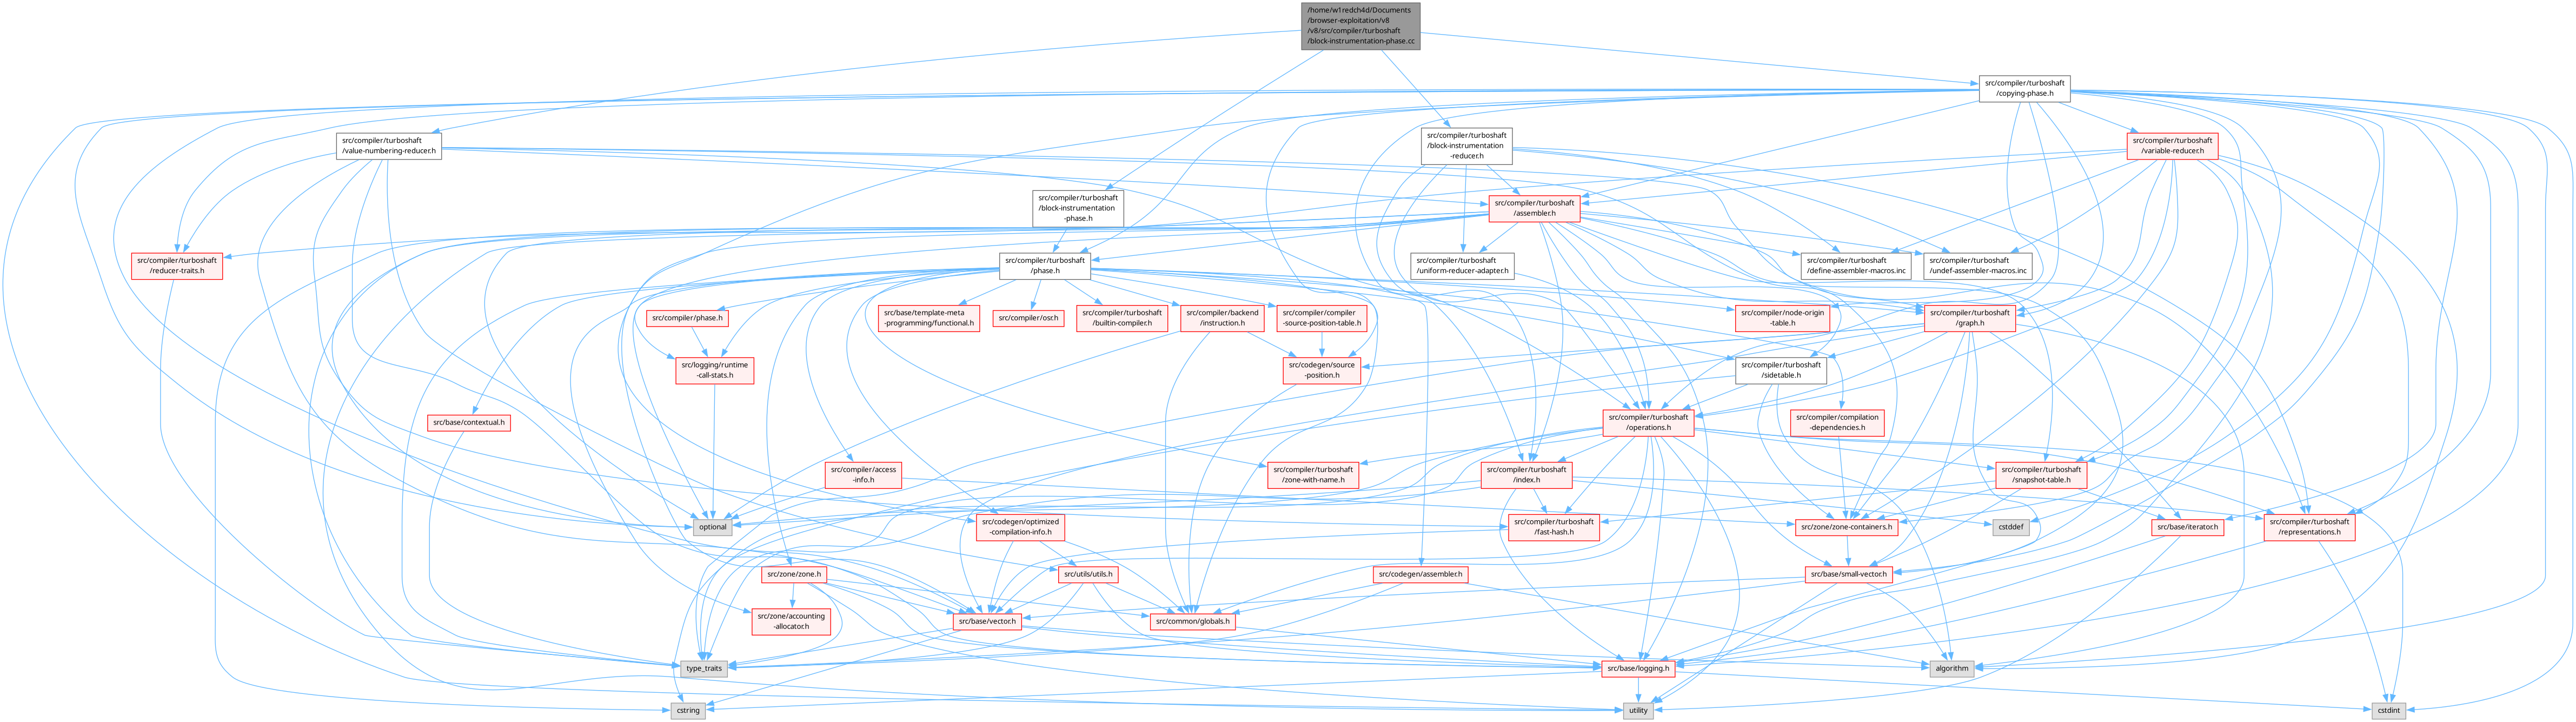 /home/w1redch4d/Documents
/browser-exploitation/v8
/v8/src/compiler/turboshaft
/block-instrumentation-phase.cc
src/compiler/turboshaft
/copying-phase.h
src/compiler/turboshaft
/value-numbering-reducer.h
src/compiler/turboshaft
/block-instrumentation
-reducer.h
src/compiler/turboshaft
/variable-reducer.h
src/compiler/turboshaft
/block-instrumentation
-phase.h
src/compiler/turboshaft
/assembler.h
src/compiler/turboshaft
/reducer-traits.h
src/compiler/turboshaft
/phase.h
src/compiler/turboshaft
/uniform-reducer-adapter.h
src/compiler/turboshaft
/define-assembler-macros.inc
src/compiler/turboshaft
/undef-assembler-macros.inc
src/compiler/phase.h
src/base/template-meta
-programming/functional.h
src/compiler/osr.h
src/compiler/turboshaft
/builtin-compiler.h
src/compiler/backend
/instruction.h
src/compiler/compiler
-source-position-table.h
src/compiler/node-origin
-table.h
src/compiler/turboshaft
/graph.h
src/logging/runtime
-call-stats.h
src/codegen/source
-position.h
src/compiler/turboshaft
/sidetable.h
src/base/contextual.h
src/compiler/turboshaft
/operations.h
src/compiler/compilation
-dependencies.h
src/compiler/access
-info.h
src/compiler/turboshaft
/zone-with-name.h
src/compiler/turboshaft
/index.h
src/compiler/turboshaft
/snapshot-table.h
optional
src/codegen/optimized
-compilation-info.h
src/compiler/turboshaft
/fast-hash.h
src/zone/zone-containers.h
cstddef
src/base/iterator.h
src/compiler/turboshaft
/representations.h
src/zone/zone.h
src/utils/utils.h
src/codegen/assembler.h
src/base/small-vector.h
src/zone/accounting
-allocator.h
src/base/vector.h
src/common/globals.h
type_traits
src/base/logging.h
algorithm
cstring
utility
cstdint